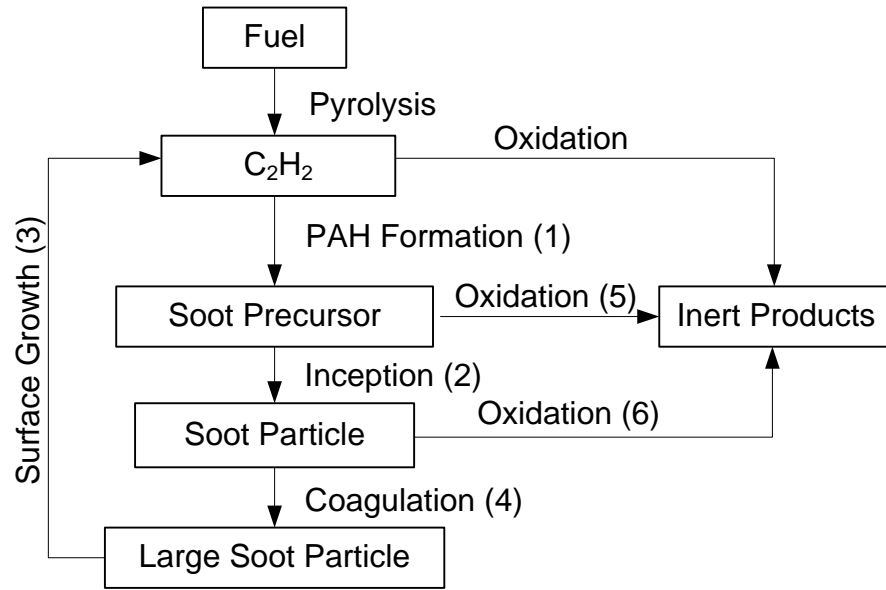 Fuel
Pyrolysis
Oxidation
C₂H₂
PAH Formation (1)
Surface Growth (3)
Soot Precursor
Oxidation (5)
Inert Products
Inception (2)
Soot Particle
Oxidation (6)
Coagulation (4)
Large Soot Particle